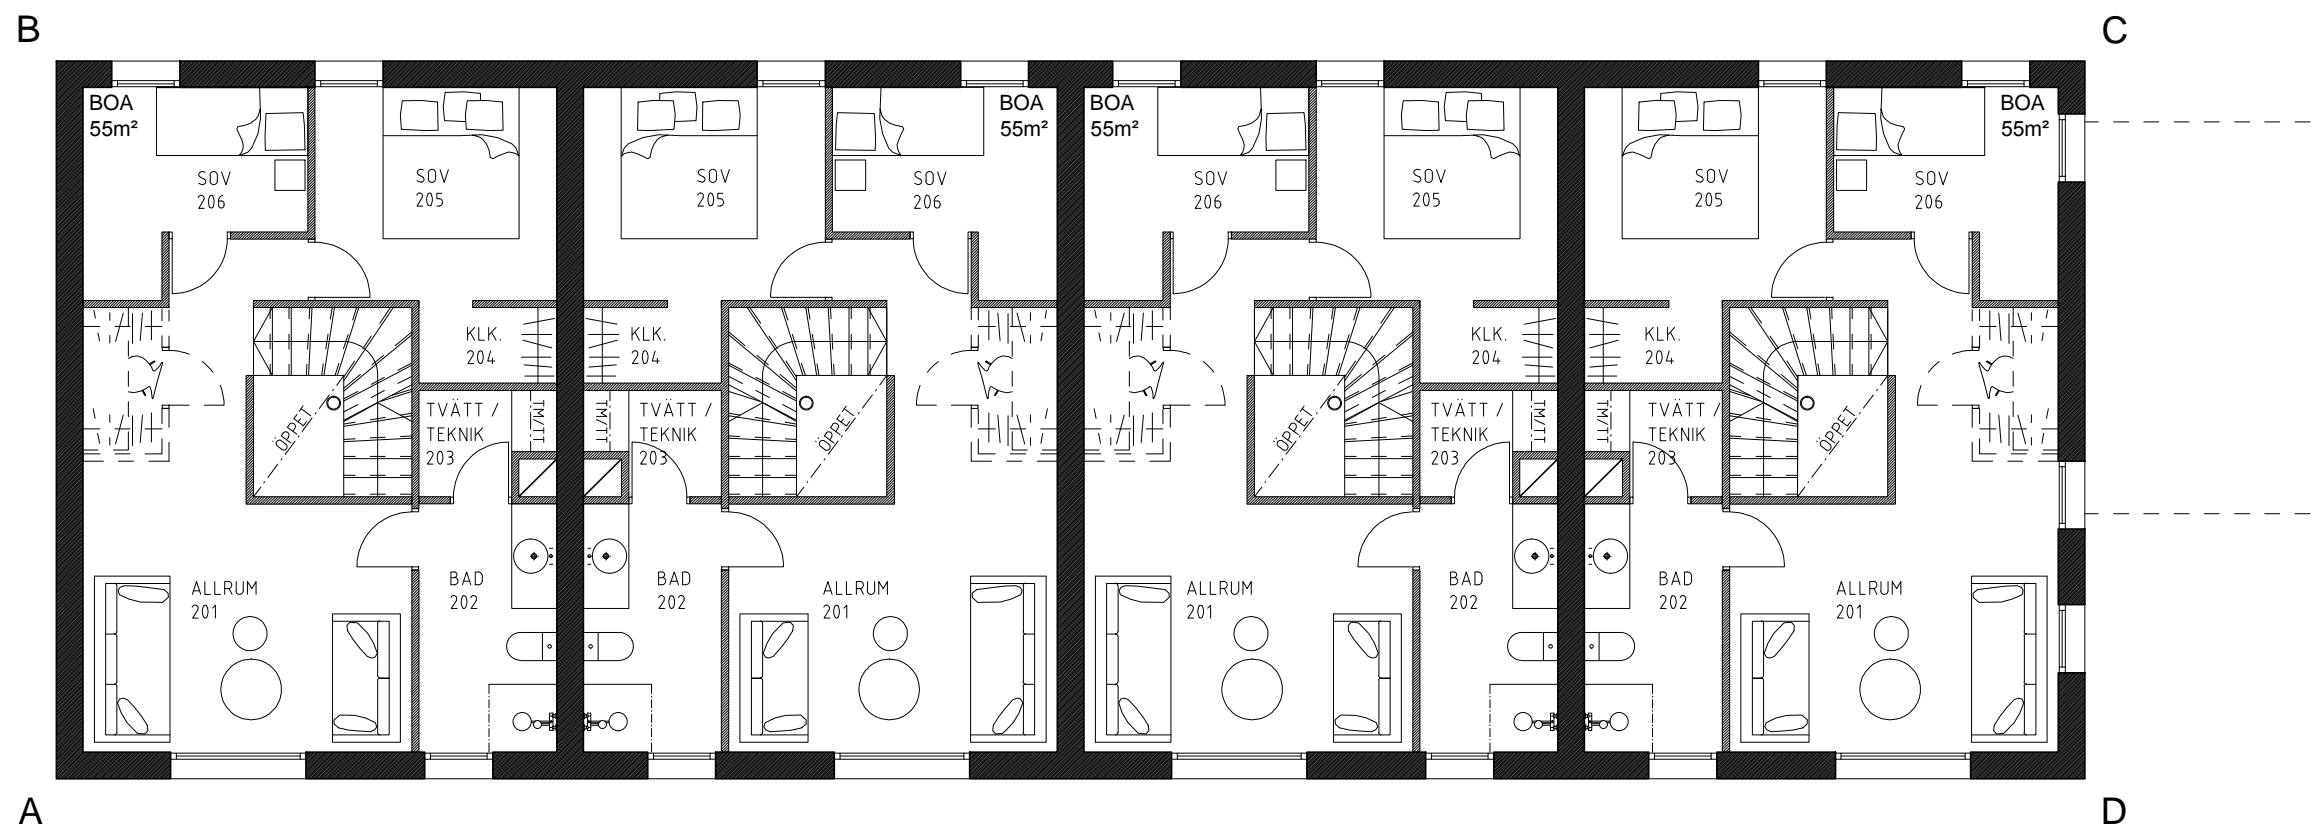 B
C
BOA
55m²
BOA
55m²
BOA
55m²
BOA
55m²
SOV
206
SOV
205
SOV
205
SOV
206
SOV
206
SOV
205
SOV
205
SOV
206
KLK.
204
KLK.
204
KLK.
204
KLK.
204
ÖPPET
TVÄTT /
TEKNIK
203
TM/TT
TM/TT
TVÄTT /
TEKNIK
203
ÖPPET
ÖPPET
TVÄTT /
TEKNIK
203
TM/TT
TM/TT
TVÄTT /
TEKNIK
203
ÖPPET
ALLRUM
201
BAD
202
BAD
202
ALLRUM
201
ALLRUM
201
BAD
202
BAD
202
ALLRUM
201
A
D